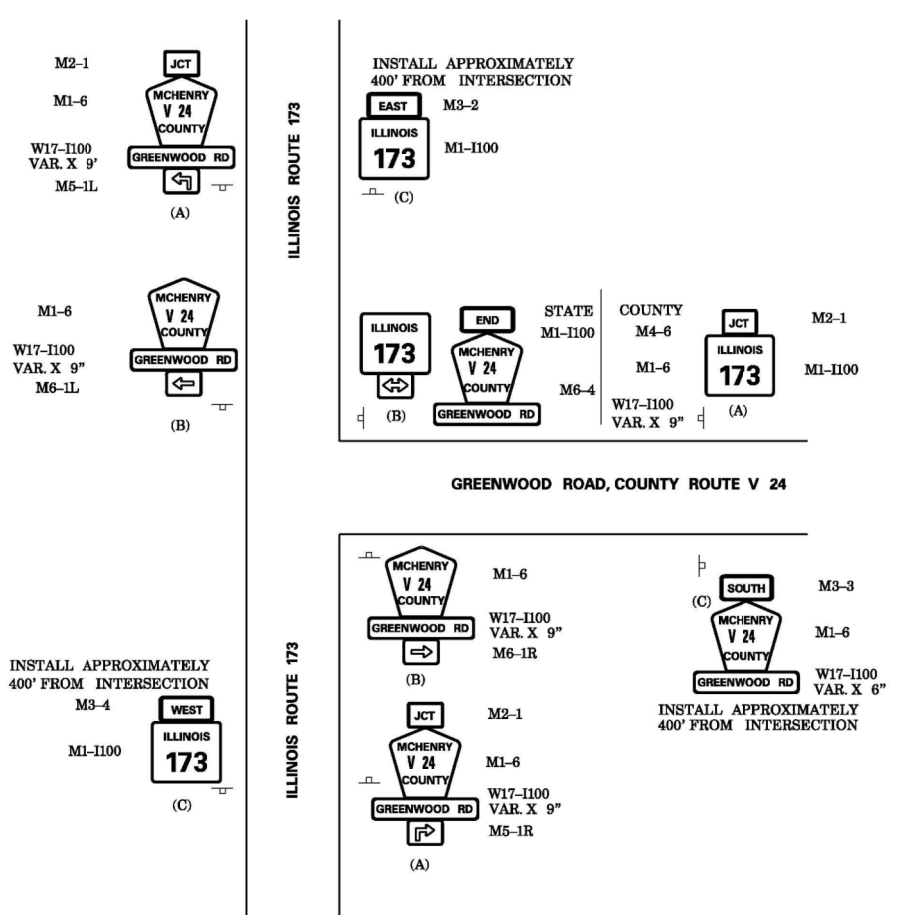 M2-1
JCT
M1-6
MCHENRY
V 24
COUNTY
W17-I100
VAR. X 9'
GREENWOOD RD
M5-1L
(A)
M1-6
MCHENRY
V 24
COUNTY
W17-I100
VAR. X 9"
GREENWOOD RD
M6-1L
(B)
INSTALL APPROXIMATELY
400' FROM INTERSECTION
M3-4
WEST
M1-I100
ILLINOIS
173
(C)
ILLINOIS ROUTE 173
ILLINOIS ROUTE 173
INSTALL APPROXIMATELY
400' FROM INTERSECTION
EAST
M3-2
ILLINOIS
173
M1-I100
(C)
ILLINOIS
173
(B)
END
MCHENRY
V 24
COUNTY
GREENWOOD RD
STATE
M1-I100
M6-4
COUNTY
M4-6
M1-6
W17-I100
VAR. X 9"
JCT
M2-1
ILLINOIS
173
M1-I100
(A)
GREENWOOD ROAD, COUNTY ROUTE V 24
MCHENRY
V 24
COUNTY
M1-6
GREENWOOD RD
W17-I100
VAR. X 9"
M6-1R
(B)
JCT
M2-1
MCHENRY
V 24
COUNTY
M1-6
GREENWOOD RD
W17-I100
VAR. X 9"
M5-1R
(A)
(C)
SOUTH
M3-3
MCHENRY
V 24
COUNTY
M1-6
GREENWOOD RD
W17-I100
VAR. X 6"
INSTALL APPROXIMATELY
400' FROM INTERSECTION